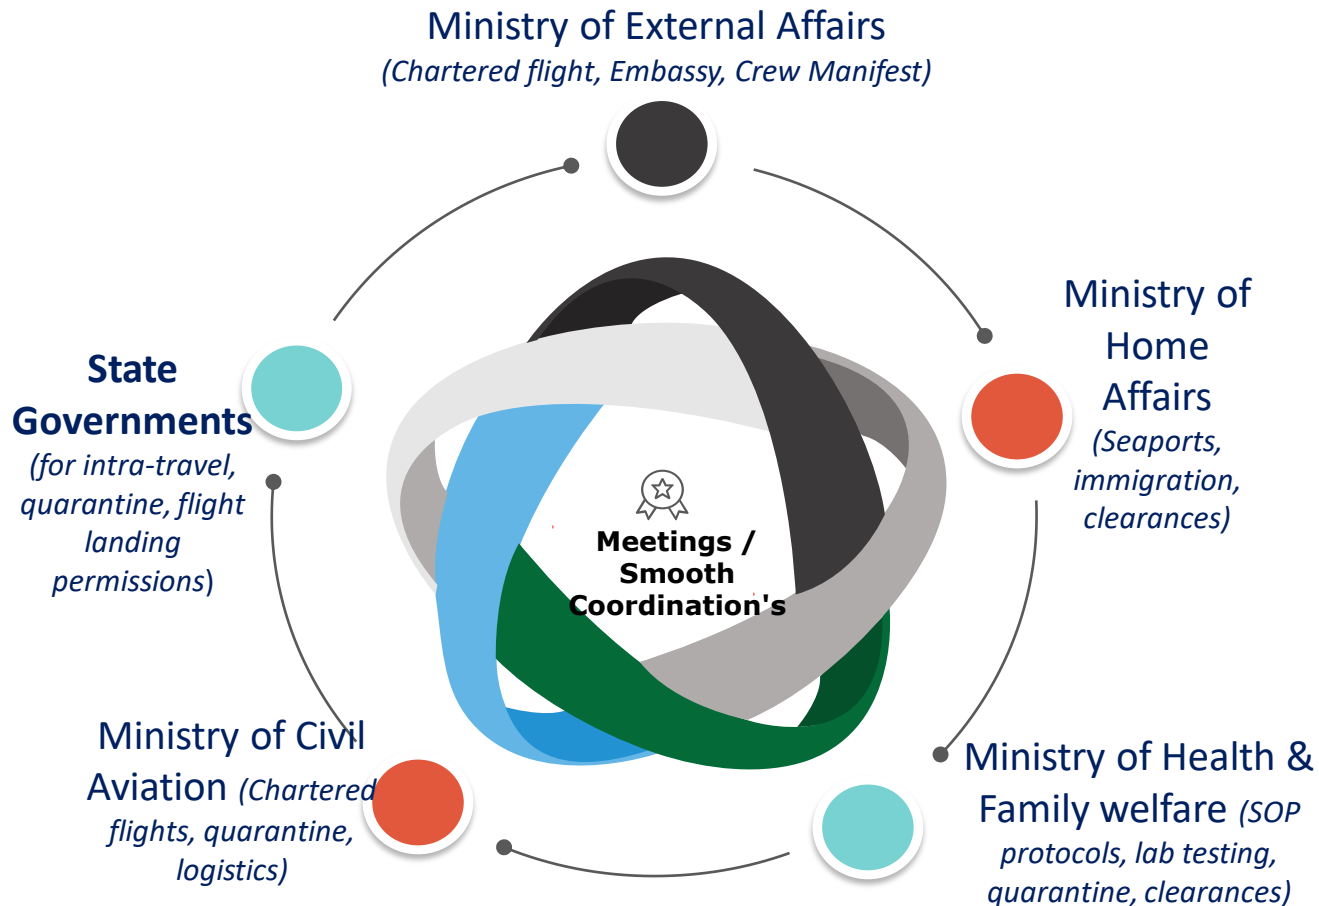 Ministry of External Affairs
(Chartered flight, Embassy, Crew Manifest)
Ministry of
Home
Affairs
(Seaports,
immigration,
clearances)
State
Governments
(for intra-travel,
quarantine, flight
landing
permissions)
Meetings /
Smooth
Coordination's
Ministry of Civil
Aviation (Chartered
flights, quarantine,
logistics)
Ministry of Health &
Family welfare (SOP
protocols, lab testing,
quarantine, clearances)